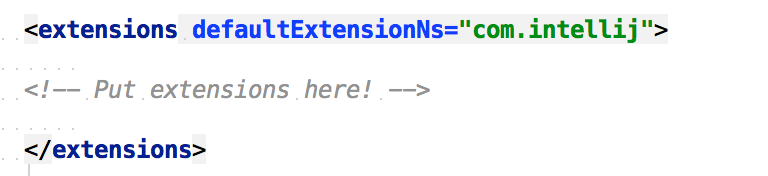 <extensions defaultExtensionNs="com.intellij">
<!-- Put extensions here! -->
</extensions>